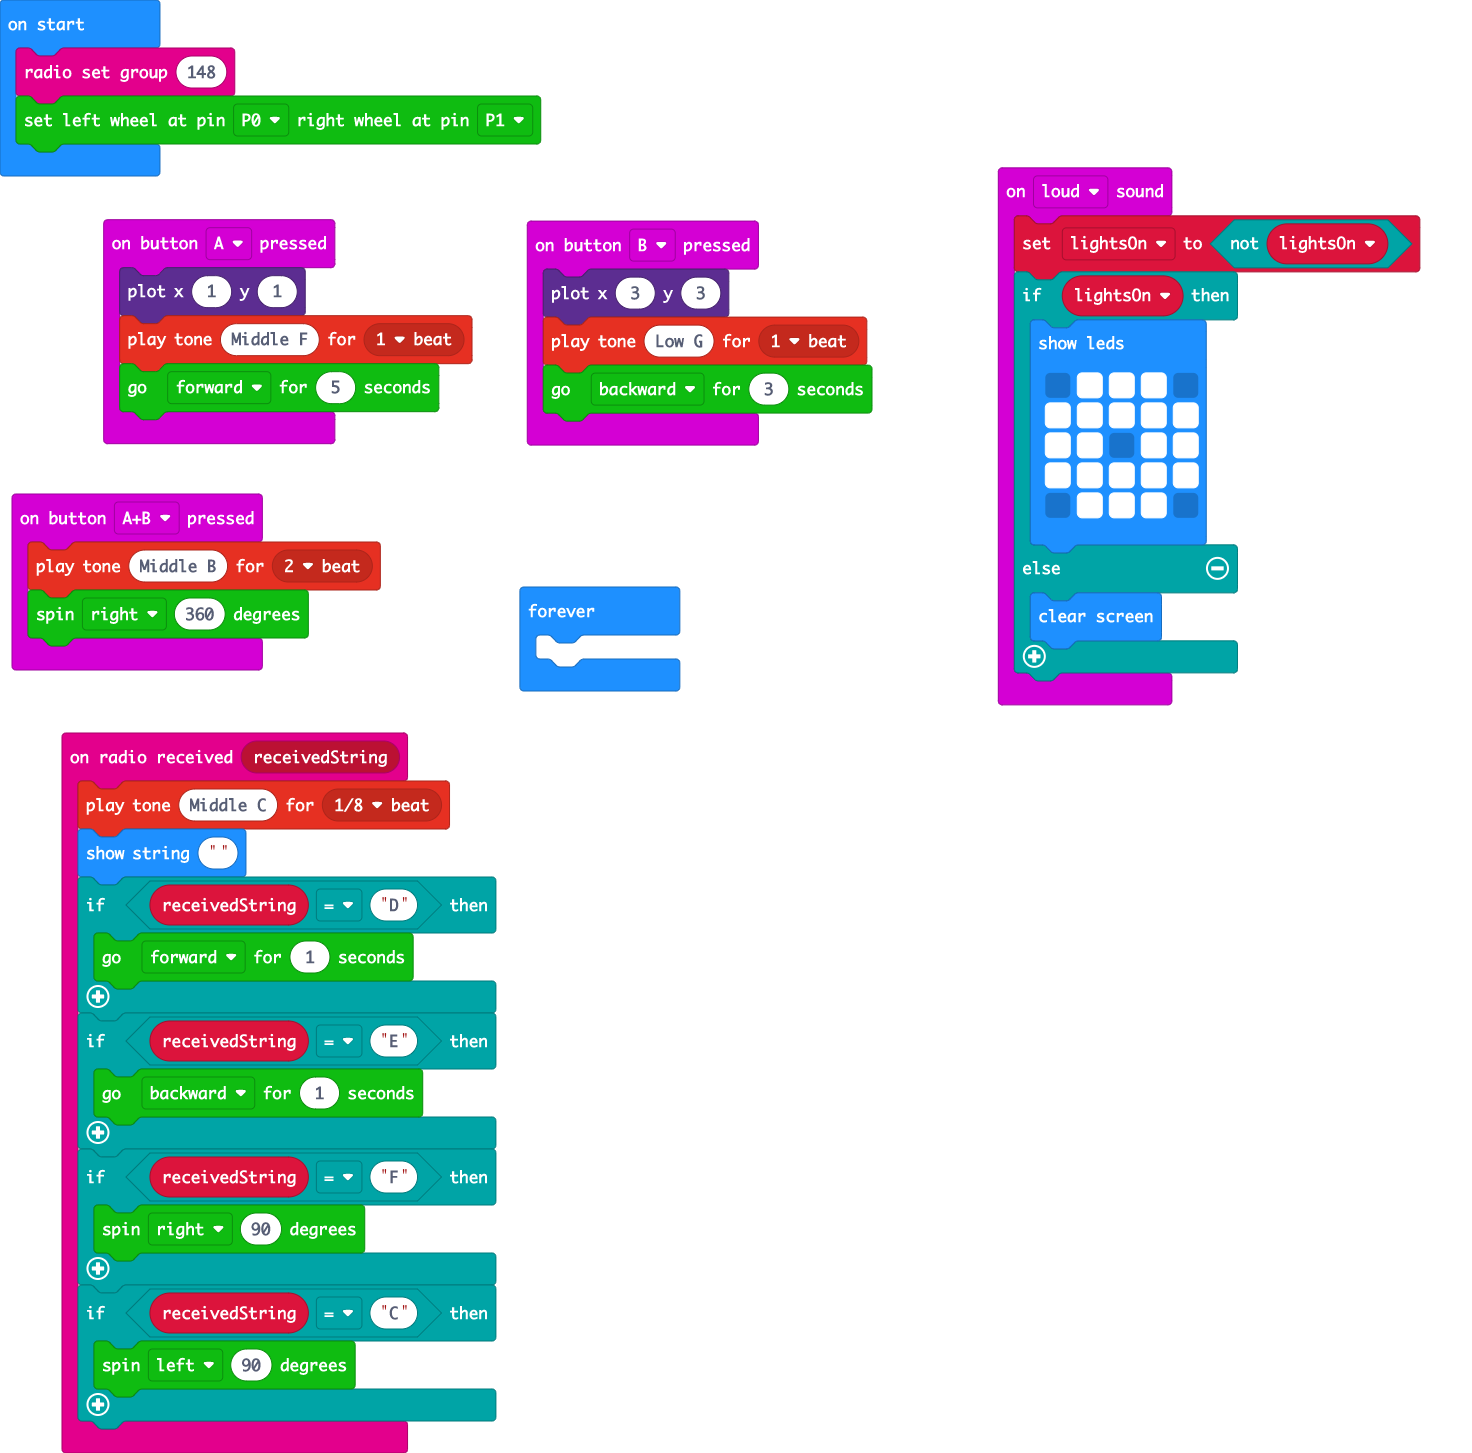 on start
radio set group 148
set left wheel at pin P0 right wheel at pin P1
on button A pressed
plot x 1 y 1
play tone Middle F for 1 beat
go forward for 5 seconds
on button B pressed
plot x 3 y 3
play tone Low G for 1 beat
go backward for 3 seconds
on loud sound
set lightsOn to not lightsOn
if lightsOn then
show leds
else
clear screen
on button A+B pressed
play tone Middle B for 2 beat
spin right 360 degrees
forever
on radio received receivedString
play tone Middle C for 1/8 beat
show string " "
if receivedString = "D" then
go forward for 1 seconds
if receivedString = "E" then
go backward for 1 seconds
if receivedString = "F" then
spin right 90 degrees
if receivedString = "C" then
spin left 90 degrees